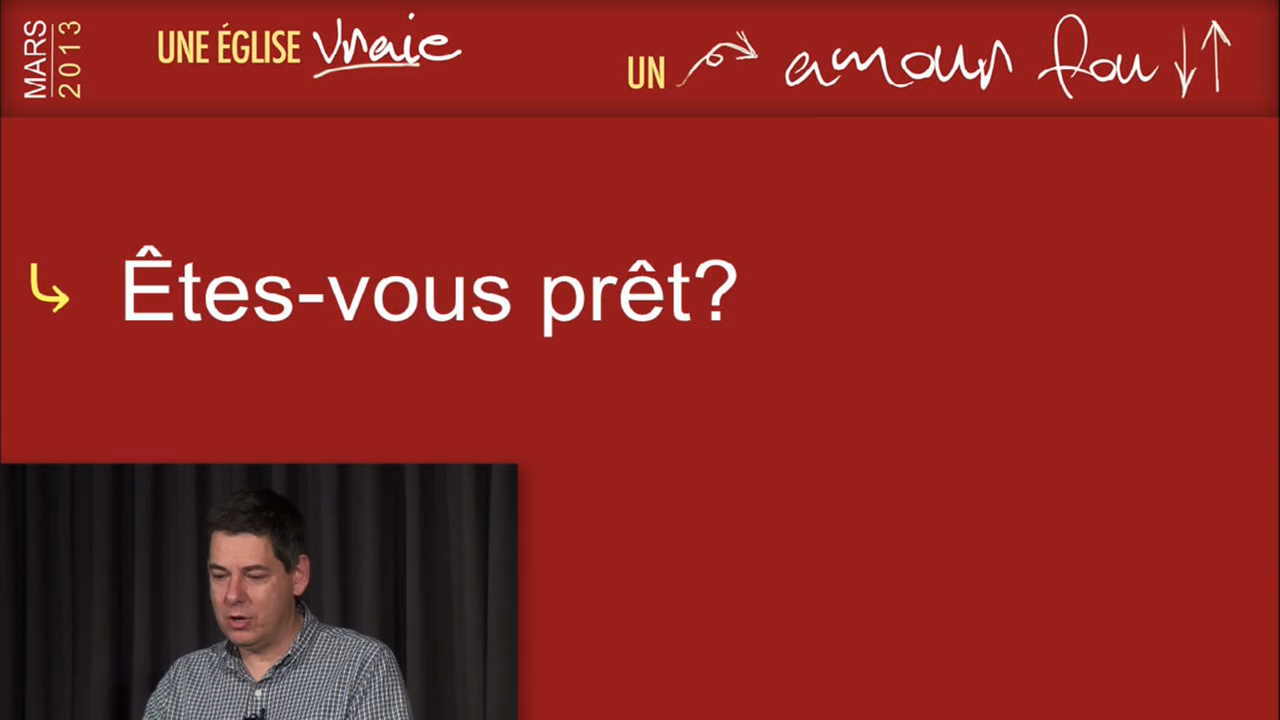 MARS
2013
UNE ÉGLISE vraie
UN amour fou
Êtes-vous prêt?